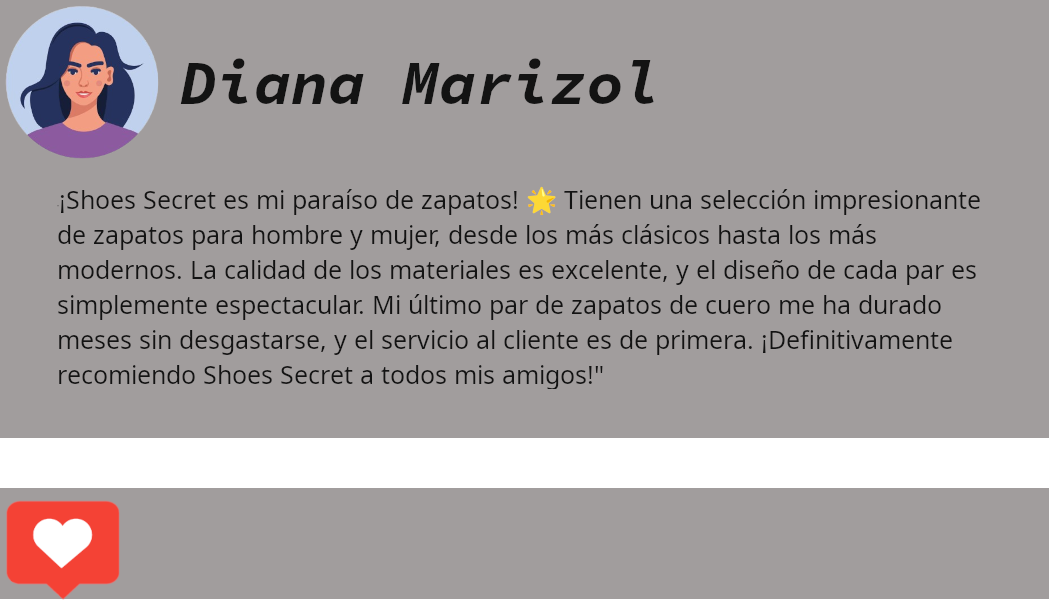 Diana Marizol
¡Shoes Secret es mi paraíso de zapatos! 🌟 Tienen una selección impresionante
de zapatos para hombre y mujer, desde los más clásicos hasta los más
modernos. La calidad de los materiales es excelente, y el diseño de cada par es
simplemente espectacular. Mi último par de zapatos de cuero me ha durado
meses sin desgastarse, y el servicio al cliente es de primera. ¡Definitivamente
recomiendo Shoes Secret a todos mis amigos!"